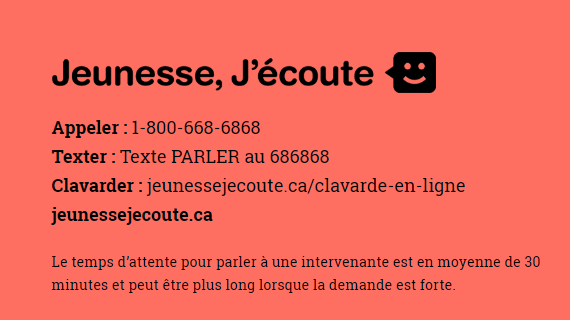 Jeunesse, J'écoute
Appeler : 1-800-668-6868
Texter : Texte PARLER au 686868
Clavarder : jeunessejecoute.ca/clavarde-en-ligne
jeunessejecoute.ca
Le temps d'attente pour parler à une intervenante est en moyenne de 30
minutes et peut être plus long lorsque la demande est forte.